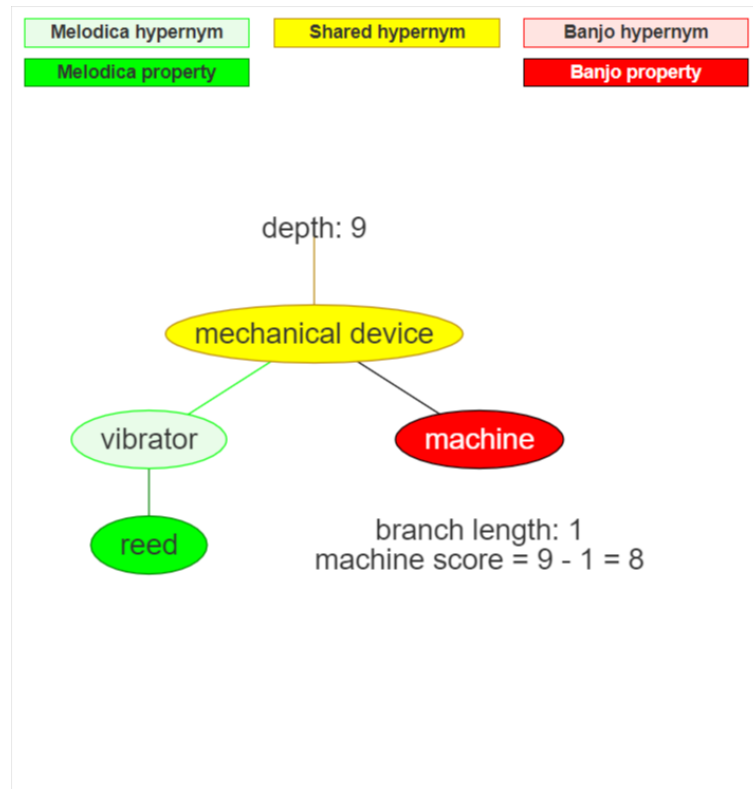 Melodica hypernym
Shared hypernym
Banjo hypernym
Melodica property
Banjo property
depth: 9
mechanical device
vibrator
machine
reed
branch length: 1
machine score = 9 - 1 = 8